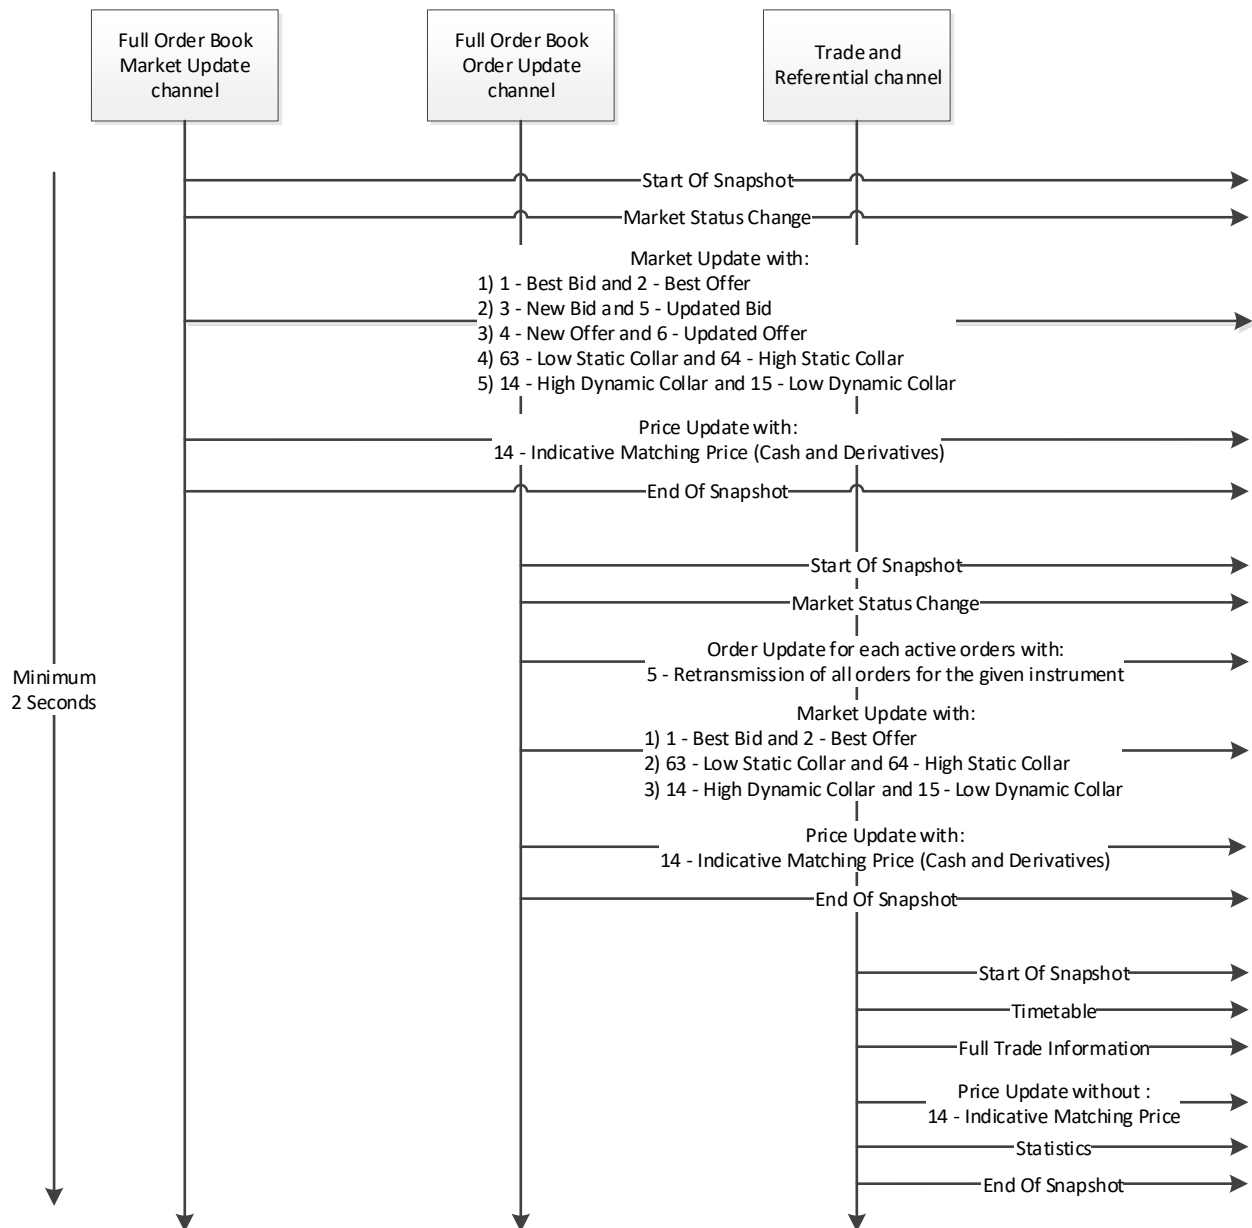 Full Order Book
Market Update
channel
Full Order Book
Order Update
channel
Trade and
Referential channel
Start Of Snapshot
Market Status Change
Market Update with:
1) 1 - Best Bid and 2 - Best Offer
2) 3 - New Bid and 5 - Updated Bid
3) 4 - New Offer and 6 - Updated Offer
4) 63 - Low Static Collar and 64 - High Static Collar
5) 14 - High Dynamic Collar and 15 - Low Dynamic Collar
Price Update with:
14 - Indicative Matching Price (Cash and Derivatives)
End Of Snapshot
Start Of Snapshot
Market Status Change
Order Update for each active orders with:
5 - Retransmission of all orders for the given instrument
Minimum
2 Seconds
Market Update with:
1) 1 - Best Bid and 2 - Best Offer
2) 63 - Low Static Collar and 64 - High Static Collar
3) 14 - High Dynamic Collar and 15 - Low Dynamic Collar
Price Update with:
14 - Indicative Matching Price (Cash and Derivatives)
End Of Snapshot
Start Of Snapshot
Timetable
Full Trade Information
Price Update without :
14 - Indicative Matching Price
Statistics
End Of Snapshot